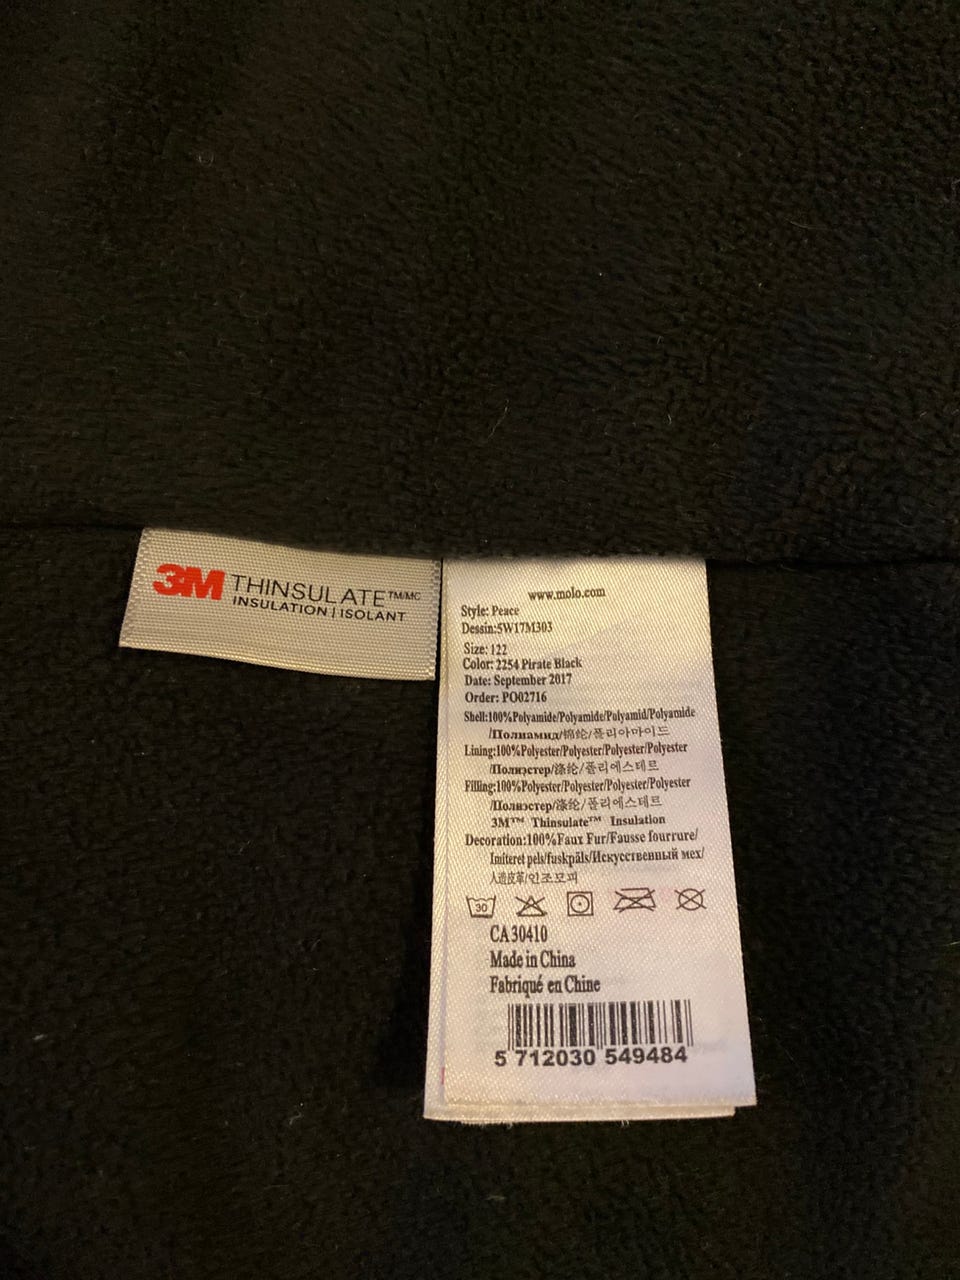 3M THINSULATE™/MC
INSULATION | ISOLANT
www.molo.com
Style: Peace
Dessin:5W17M303
Size: 122
Color: 2254 Pirate Black
Date: September 2017
Order: PO02716
Shell:100%Polyamide/Polyamide/Polyamid/Polyamide
/Полиамид/锦纶/폴리아마이드
Lining:100%Polyester/Polyester/Polyester/Polyester
/Полиэстер/涤纶/폴리에스테르
Filling:100%Polyester/Polyester/Polyester/Polyester
/Полиэстер/涤纶/폴리에스테르
3M™ Thinsulate™ Insulation
Decoration:100%Faux Fur/Fausse fourrure/
Imiteret pels/fuskpäls/Искусственный мех/
人造皮革/인조모피
30
CA 30410
Made in China
Fabriqué en Chine
5 712030 549484